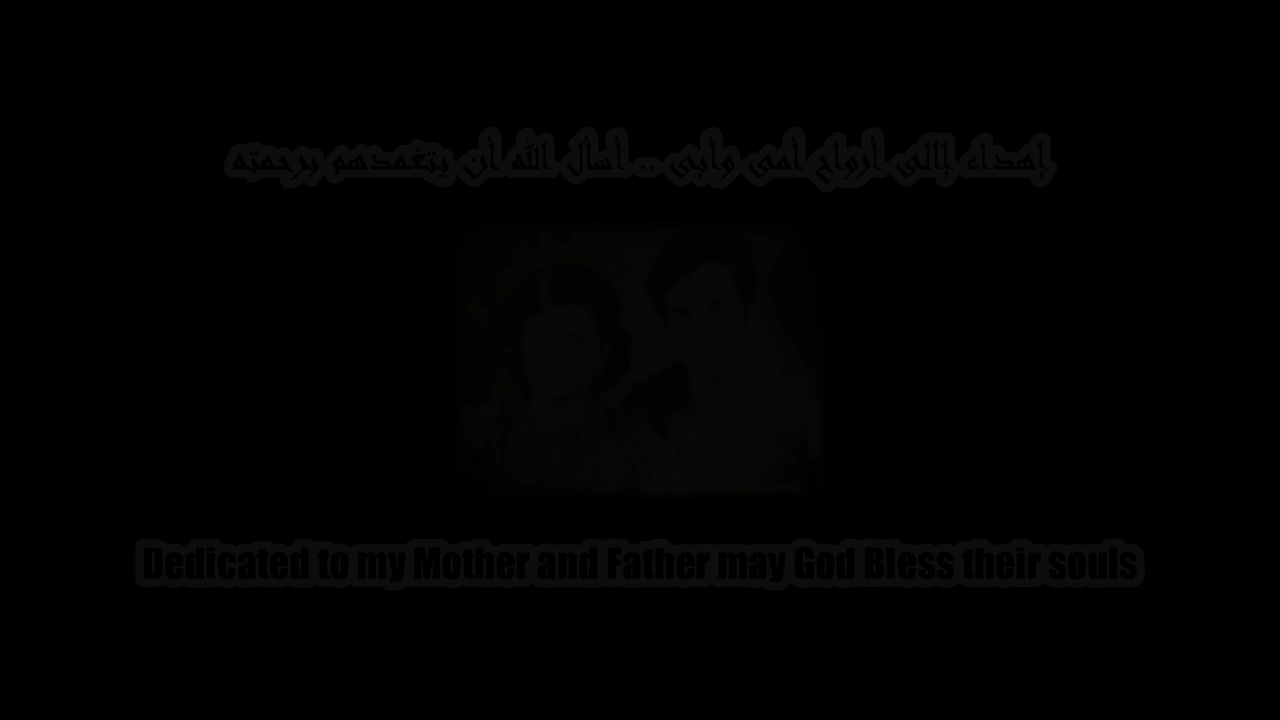 إهداء إللى أرواح أمى وأبى .. أسأل الله أن يتغمدهم برحمته
Dedicated to my Mother and Father may God Bless their souls